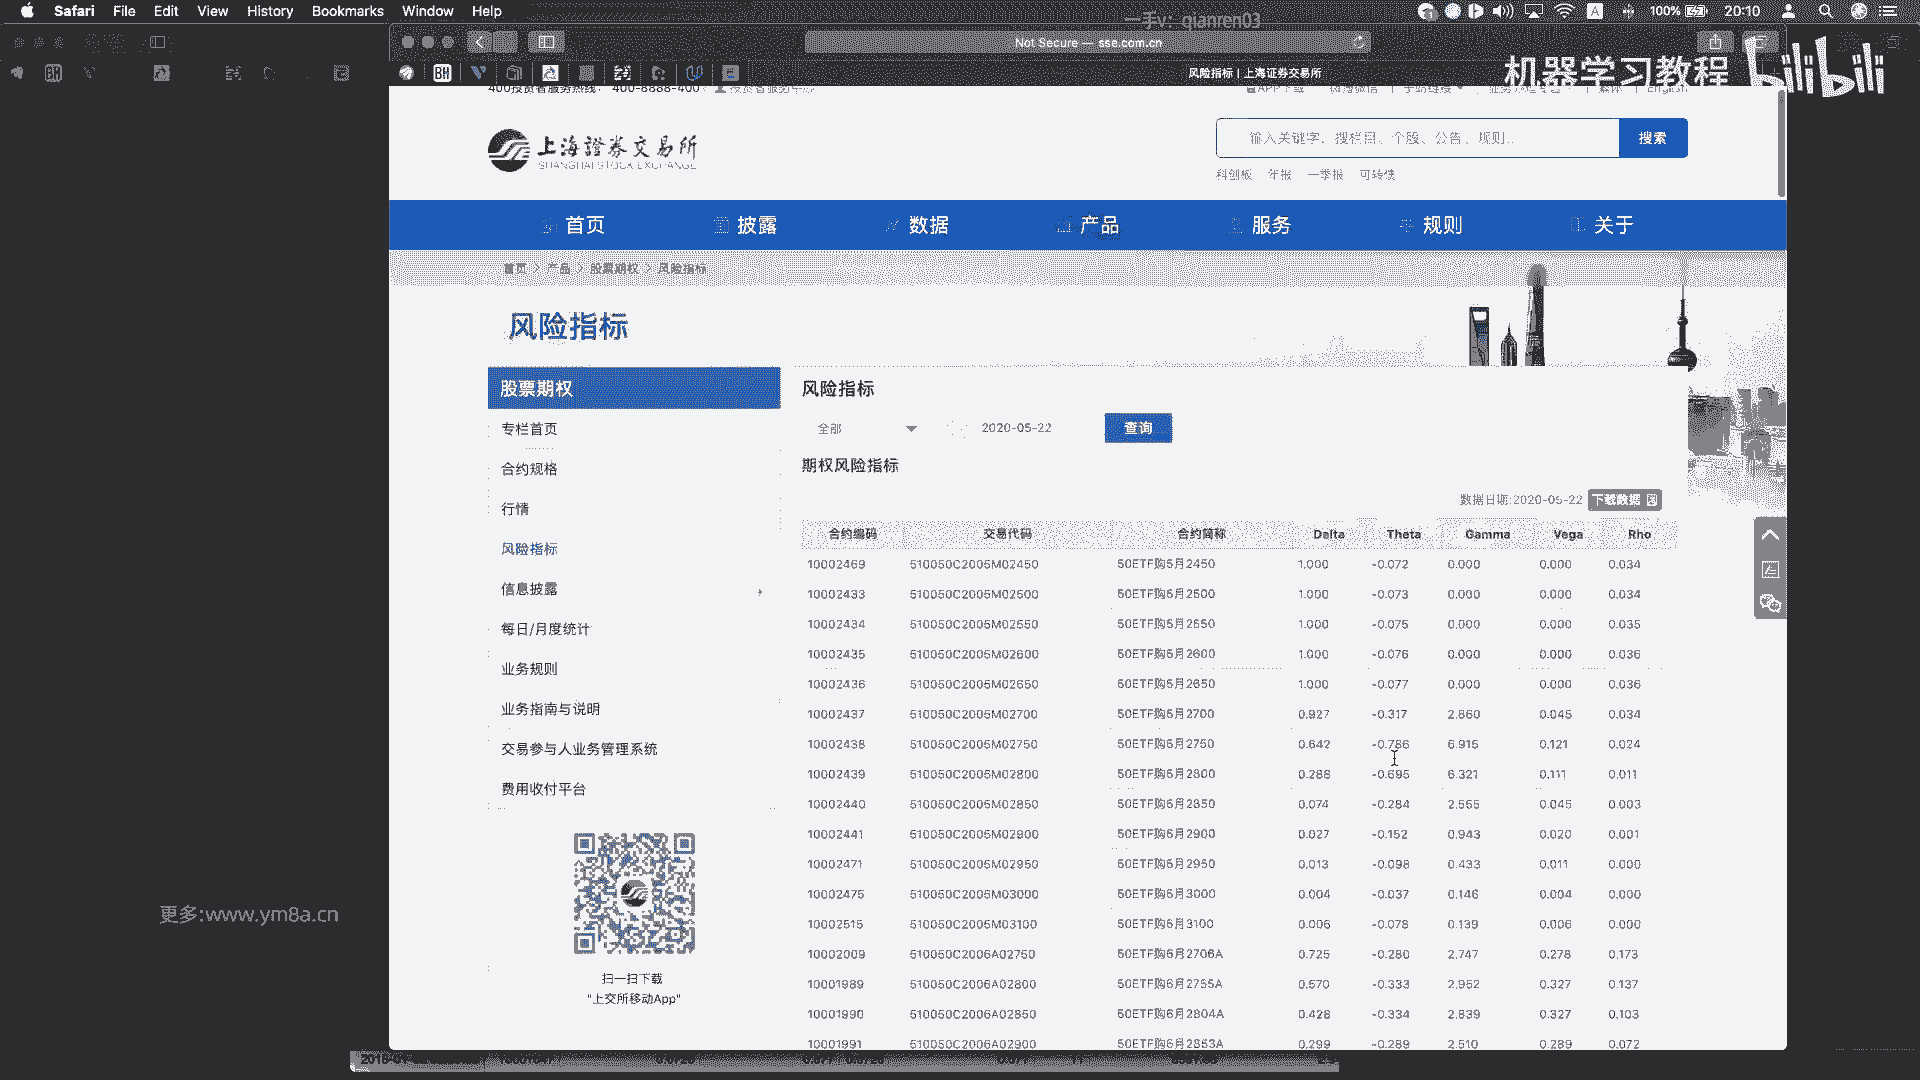 Safari File Edit View History Bookmarks Window Help 100% 20:10
一手v: qianren03
Not Secure — sse.com.cn
风险指标 | 上海证券交易所
机器学习教程 bilibili
400投资者服务热线: 400-8888-400
上海證券交易所
SHANGHAI STOCK EXCHANGE
输入关键字、搜栏目、个股、公告、规则...
搜索
科创板 年报 一季报 可转债
首页 披露 数据 产品 服务 规则 关于
首页 > 产品 > 股票期权 > 风险指标
风险指标
股票期权
专栏首页
合约规格
行情
风险指标
信息披露
每日/月度统计
业务规则
业务指南与说明
交易参与人业务管理系统
费用收付平台
扫一扫下载
"上交所移动App"
风险指标
全部 2020-05-22 查询
期权风险指标
数据日期:2020-05-22 下载数据
合约编码 交易代码 合约简称 Delta Theta Gamma Vega Rho
10002469 510050C2005M02450 50ETF购5月2450 1.000 -0.072 0.000 0.000 0.034
10002433 510050C2005M02500 50ETF购5月2500 1.000 -0.073 0.000 0.000 0.034
10002434 510050C2005M02550 50ETF购5月2550 1.000 -0.075 0.000 0.000 0.035
10002435 510050C2005M02600 50ETF购5月2600 1.000 -0.076 0.000 0.000 0.036
10002436 510050C2005M02650 50ETF购5月2650 1.000 -0.077 0.000 0.000 0.036
10002437 510050C2005M02700 50ETF购5月2700 0.927 -0.317 2.860 0.045 0.034
10002438 510050C2005M02750 50ETF购5月2750 0.642 -0.786 6.915 0.121 0.024
10002439 510050C2005M02800 50ETF购5月2800 0.288 -0.695 6.321 0.111 0.011
10002440 510050C2005M02850 50ETF购5月2850 0.074 -0.284 2.555 0.045 0.003
10002441 510050C2005M02900 50ETF购5月2900 0.027 -0.152 0.943 0.020 0.001
10002471 510050C2005M02950 50ETF购5月2950 0.013 -0.098 0.433 0.011 0.000
10002475 510050C2005M03000 50ETF购5月3000 0.004 -0.037 0.146 0.004 0.000
10002515 510050C2005M03100 50ETF购5月3100 0.006 -0.078 0.139 0.006 0.000
10002009 510050C2006A02750 50ETF购6月2706A 0.725 -0.280 2.747 0.278 0.173
10001989 510050C2006A02800 50ETF购6月2755A 0.570 -0.333 2.952 0.327 0.137
10001990 510050C2006A02850 50ETF购6月2804A 0.428 -0.334 2.839 0.327 0.103
10001991 510050C2006A02900 50ETF购6月2853A 0.299 -0.289 2.510 0.289 0.072
更多:www.ym8a.cn